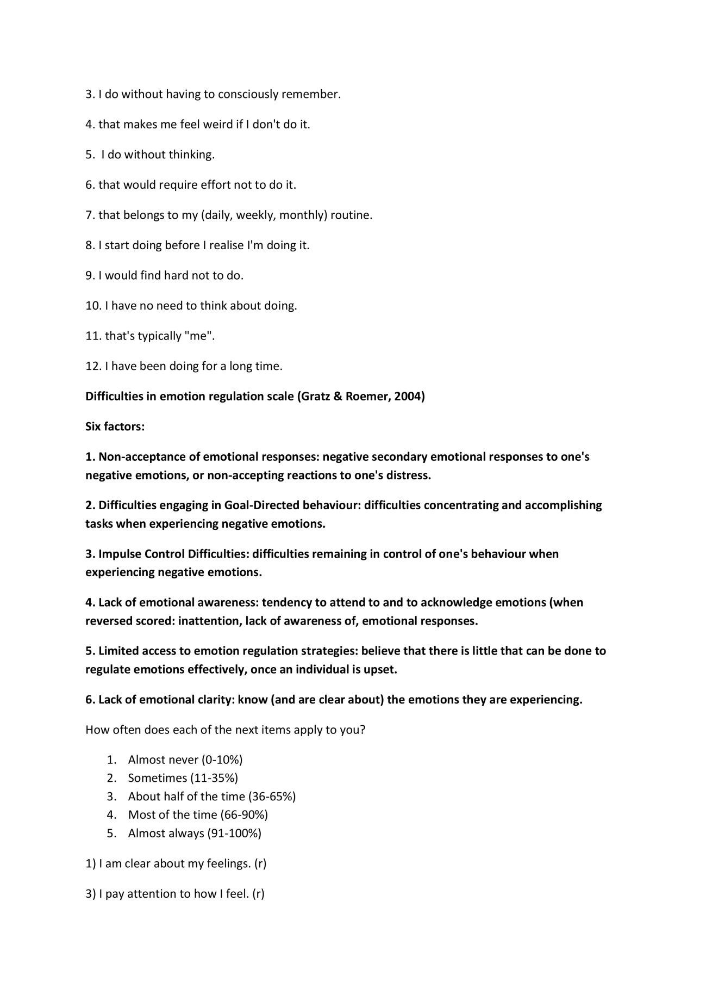 3. I do without having to consciously remember.
4. that makes me feel weird if I don't do it.
5.  I do without thinking.
6. that would require effort not to do it.
7. that belongs to my (daily, weekly, monthly) routine.
8. I start doing before I realise I'm doing it.
9. I would find hard not to do.
10. I have no need to think about doing.
11. that's typically "me".
12. I have been doing for a long time.
Difficulties in emotion regulation scale (Gratz & Roemer, 2004)
Six factors:
1. Non-acceptance of emotional responses: negative secondary emotional responses to one's
negative emotions, or non-accepting reactions to one's distress.
2. Difficulties engaging in Goal-Directed behaviour: difficulties concentrating and accomplishing
tasks when experiencing negative emotions.
3. Impulse Control Difficulties: difficulties remaining in control of one's behaviour when
experiencing negative emotions.
4. Lack of emotional awareness: tendency to attend to and to acknowledge emotions (when
reversed scored: inattention, lack of awareness of, emotional responses.
5. Limited access to emotion regulation strategies: believe that there is little that can be done to
regulate emotions effectively, once an individual is upset.
6. Lack of emotional clarity: know (and are clear about) the emotions they are experiencing.
How often does each of the next items apply to you?
1. Almost never (0-10%)
2. Sometimes (11-35%)
3. About half of the time (36-65%)
4. Most of the time (66-90%)
5. Almost always (91-100%)
1) I am clear about my feelings. (r)
3) I pay attention to how I feel. (r)